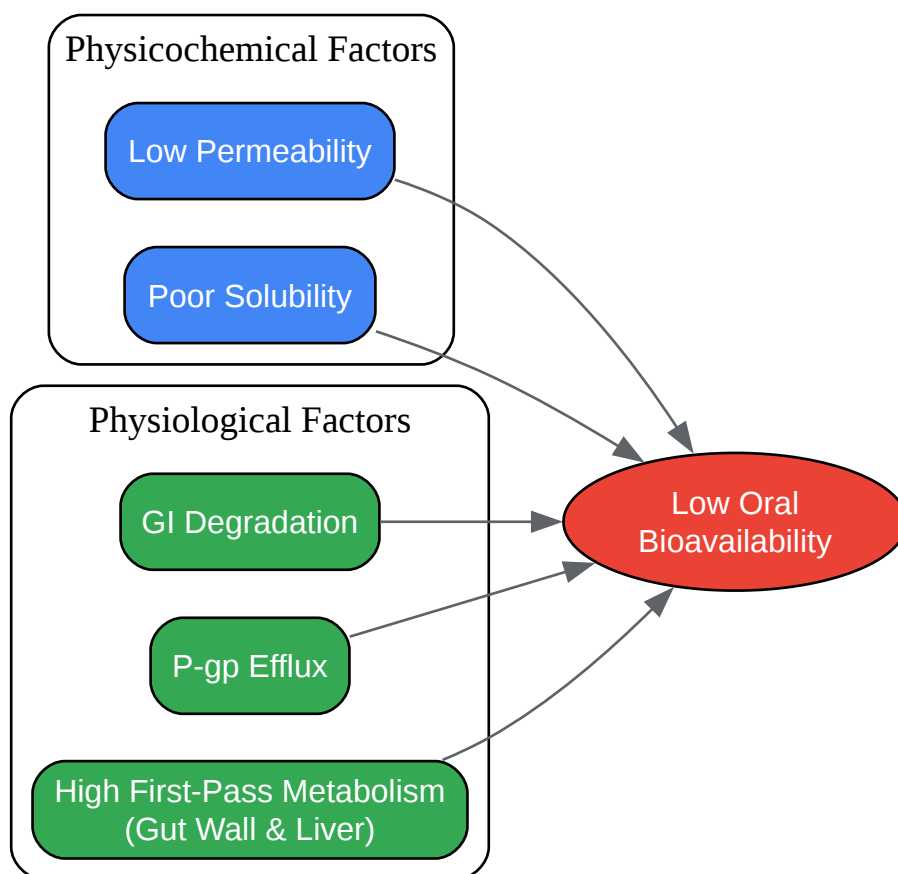 Physicochemical Factors
Low Permeability
Poor Solubility
Physiological Factors
GI Degradation
P-gp Efflux
High First-Pass Metabolism
(Gut Wall & Liver)
Low Oral
Bioavailability